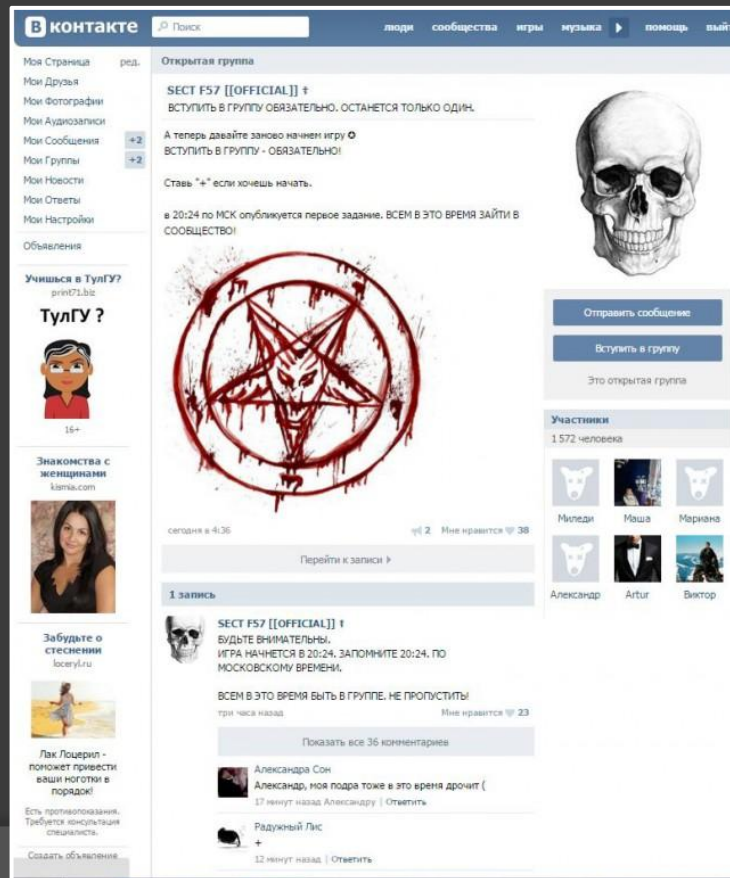 В контакте
Поиск
люди сообщества игры музыка помощь выйт
Моя Страница ред.
Мои Друзья
Мои Фотографии
Мои Аудиозаписи
Мои Сообщения +2
Мои Группы +2
Мои Новости
Мои Ответы
Мои Настройки
Объявления
Учишься в ТулГУ?
print71.biz
ТулГУ ?
16+
Знакомства с
женщинами
kismia.com
Забудьте о
стеснении
loceryl.ru
Лак Лоцерил -
поможет привести
ваши ноготки в
порядок!
Есть противопоказания.
Требуется консультация
специалиста.
Создать объявление
Открытая группа
SECT F57 [[OFFICIAL]] †
ВСТУПИТЬ В ГРУППУ ОБЯЗАТЕЛЬНО. ОСТАНЕТСЯ ТОЛЬКО ОДИН.
А теперь давайте заново начнем игру ✪
ВСТУПИТЬ В ГРУППУ - ОБЯЗАТЕЛЬНО!
Ставь "+" если хочешь начать.
в 20:24 по МСК опубликуется первое задание. ВСЕМ В ЭТО ВРЕМЯ ЗАЙТИ В
СООБЩЕСТВО!
сегодня в 4:36 2 Мне нравится 38
Перейти к записи
1 запись
SECT F57 [[OFFICIAL]] †
БУДЬТЕ ВНИМАТЕЛЬНЫ.
ИГРА НАЧНЕТСЯ В 20:24. ЗАПОМНИТЕ 20:24. ПО
МОСКОВСКОМУ ВРЕМЕНИ.
ВСЕМ В ЭТО ВРЕМЯ БЫТЬ В ГРУППЕ. НЕ ПРОПУСТИТЬ!
три часа назад Мне нравится 23
Показать все 36 комментариев
Александра Сон
Александр, моя подра тоже в это время дрочит (
17 минут назад Александру | Ответить
Радужный Лис
+
12 минут назад | Ответить
Отправить сообщение
Вступить в группу
Это открытая группа
Участники
1 572 человека
Миледи Маша Мариана
Александр Artur Виктор